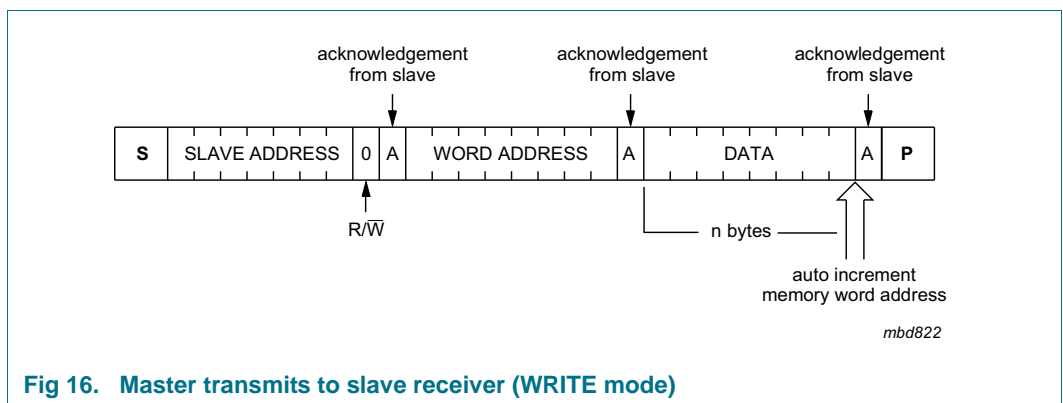 acknowledgement
from slave
acknowledgement
from slave
acknowledgement
from slave
S SLAVE ADDRESS 0 A WORD ADDRESS A DATA A P
R/W̅
n bytes
auto increment
memory word address
mbd822
Fig 16. Master transmits to slave receiver (WRITE mode)